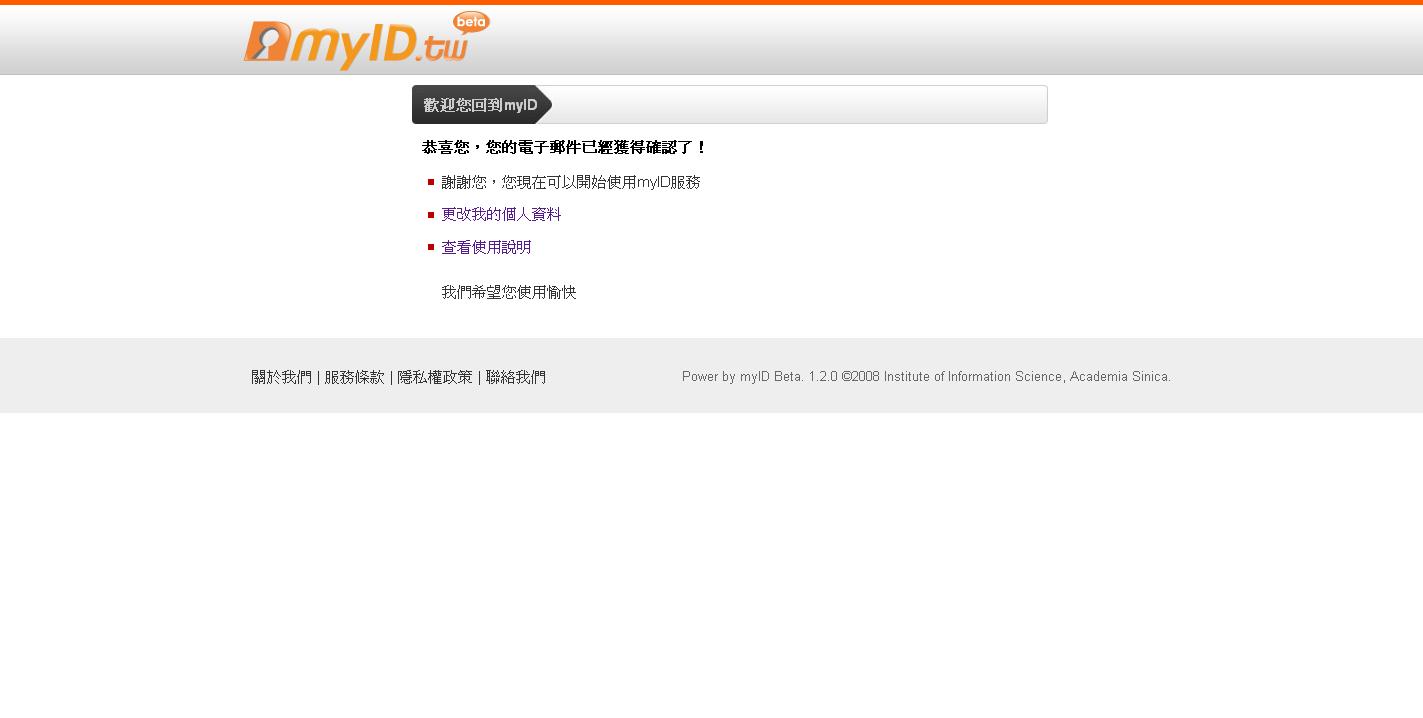 myID.tw beta
歡迎您回到myID
恭喜您，您的電子郵件已經獲得確認了！
謝謝您，您現在可以開始使用myID服務
更改我的個人資料
查看使用說明
我們希望您使用愉快
關於我們 | 服務條款 | 隱私權政策 | 聯絡我們
Power by myID Beta. 1.2.0 ©2008 Institute of Information Science, Academia Sinica.